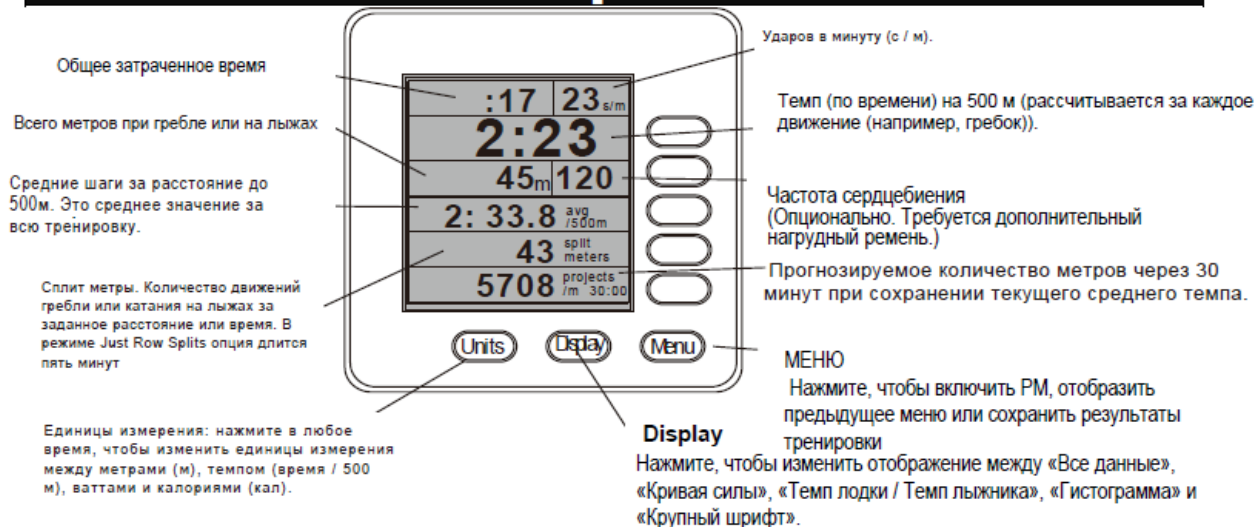 Общее затраченное время
Всего метров при гребле или на лыжах
Средние шаги за расстояние до
500м. Это среднее значение за
всю тренировку.
Сплит метры. Количество движений
гребли или катания на лыжах за
заданное расстояние или время. В
режиме Just Row Splits опция длится
пять минут
Единицы измерения: нажмите в любое
время, чтобы изменить единицы измерения
между метрами (м), темпом (время / 500
м), ваттами и калориями (кал).
:17 23 s/m
2:23
45m 120
2: 33.8 avg /500m
43 split meters
5708 projects /m 30:00
Units Display Menu
Ударов в минуту (с / м).
Темп (по времени) на 500 м (рассчитывается за каждое
движение (например, гребок)).
Частота сердцебиения
(Опционально. Требуется дополнительный
нагрудный ремень.)
Прогнозируемое количество метров через 30
минут при сохранении текущего среднего темпа.
МЕНЮ
Нажмите, чтобы включить РМ, отобразить
предыдущее меню или сохранить результаты
тренировки
Display
Нажмите, чтобы изменить отображение между «Все данные»,
«Кривая силы», «Темп лодки / Темп лыжника», «Гистограмма» и
«Крупный шрифт».